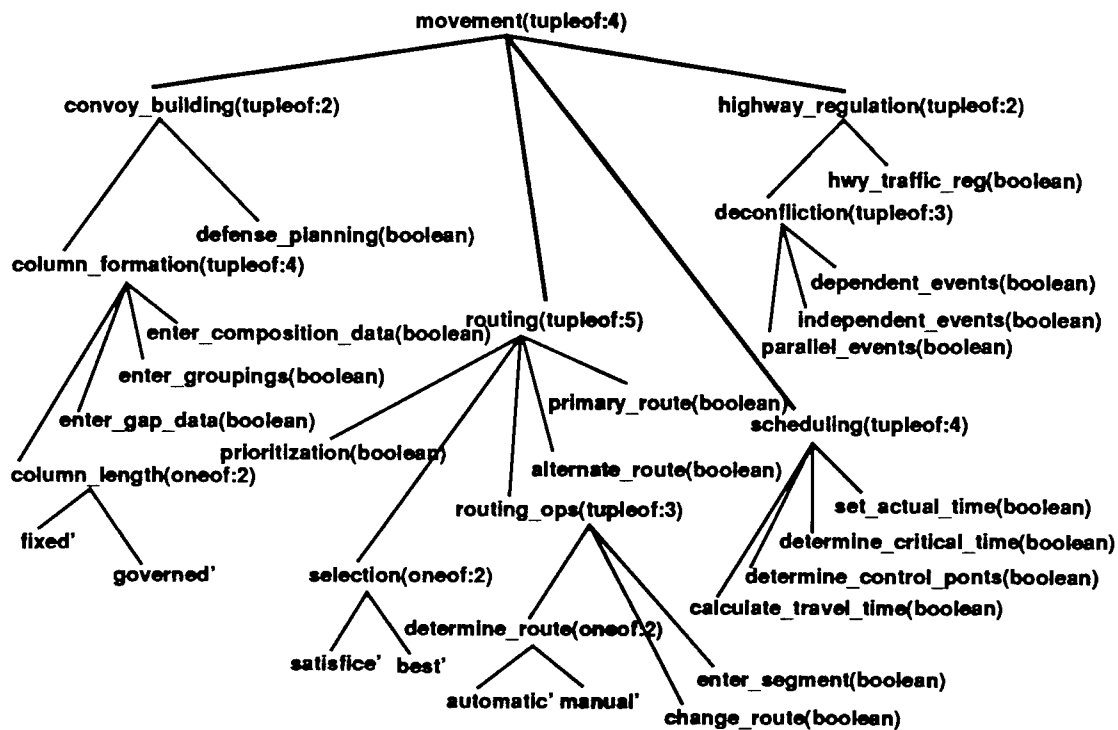 movement(tupleof:4)
convoy_building(tupleof:2)
highway_regulation(tupleof:2)
hwy_traffic_reg(boolean)
deconfliction(tupleof:3)
defense_planning(boolean)
column_formation(tupleof:4)
dependent_events(boolean)
enter_composition_data(boolean)
routing(tupleof:5)
independent_events(boolean)
parallel_events(boolean)
enter_groupings(boolean)
primary_route(boolean)
enter_gap_data(boolean)
scheduling(tupleof:4)
prioritization(boolean)
alternate_route(boolean)
column_length(oneof:2)
routing_ops(tupleof:3)
set_actual_time(boolean)
fixed'
determine_critical_time(boolean)
governed'
selection(oneof:2)
determine_control_ponts(boolean)
calculate_travel_time(boolean)
determine_route(oneof:2)
satisfice'
best'
enter_segment(boolean)
automatic'
manual'
change_route(boolean)